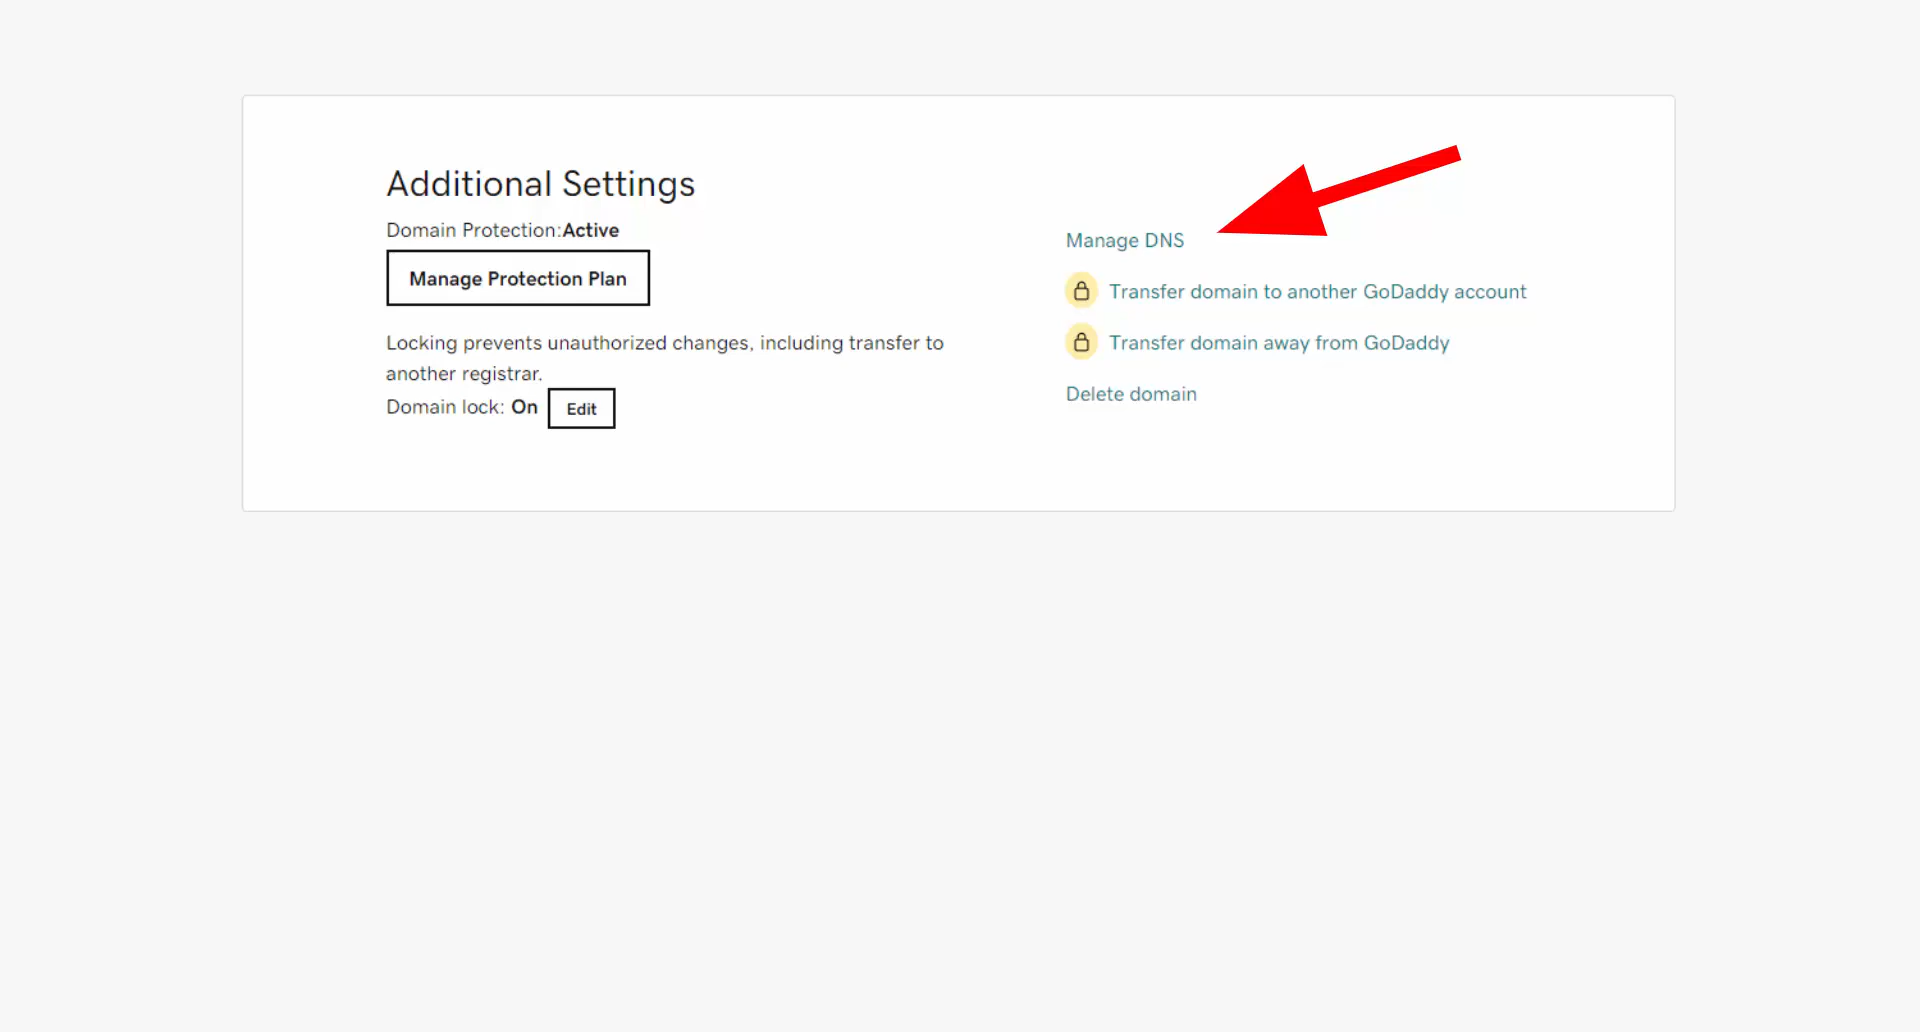 Additional Settings
Domain Protection:Active
Manage Protection Plan
Locking prevents unauthorized changes, including transfer to
another registrar.
Domain lock: On Edit
Manage DNS
Transfer domain to another GoDaddy account
Transfer domain away from GoDaddy
Delete domain